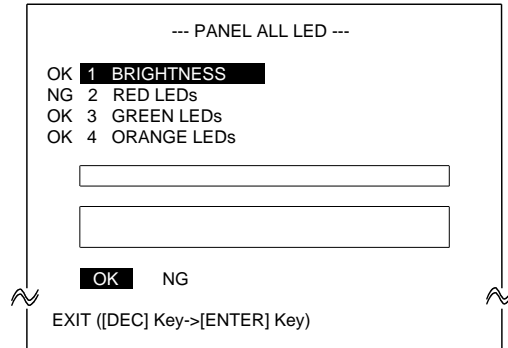 --- PANEL ALL LED ---
OK 1 BRIGHTNESS
NG 2 RED LEDs
OK 3 GREEN LEDs
OK 4 ORANGE LEDs
OK NG
EXIT ([DEC] Key->[ENTER] Key)